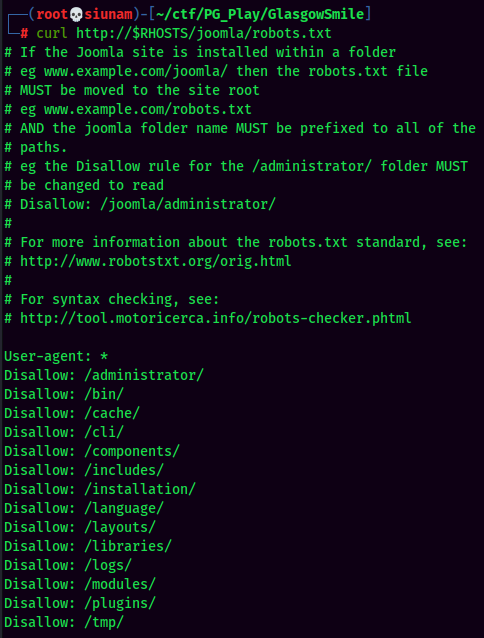 ┌──(root💀siunam)-[~/ctf/PG_Play/GlasgowSmile]
└─# curl http://$RHOSTS/joomla/robots.txt
# If the Joomla site is installed within a folder
# eg www.example.com/joomla/ then the robots.txt file
# MUST be moved to the site root
# eg www.example.com/robots.txt
# AND the joomla folder name MUST be prefixed to all of the
# paths.
# eg the Disallow rule for the /administrator/ folder MUST
# be changed to read
# Disallow: /joomla/administrator/
#
# For more information about the robots.txt standard, see:
# http://www.robotstxt.org/orig.html
#
# For syntax checking, see:
# http://tool.motoricerca.info/robots-checker.phtml

User-agent: *
Disallow: /administrator/
Disallow: /bin/
Disallow: /cache/
Disallow: /cli/
Disallow: /components/
Disallow: /includes/
Disallow: /installation/
Disallow: /language/
Disallow: /layouts/
Disallow: /libraries/
Disallow: /logs/
Disallow: /modules/
Disallow: /plugins/
Disallow: /tmp/